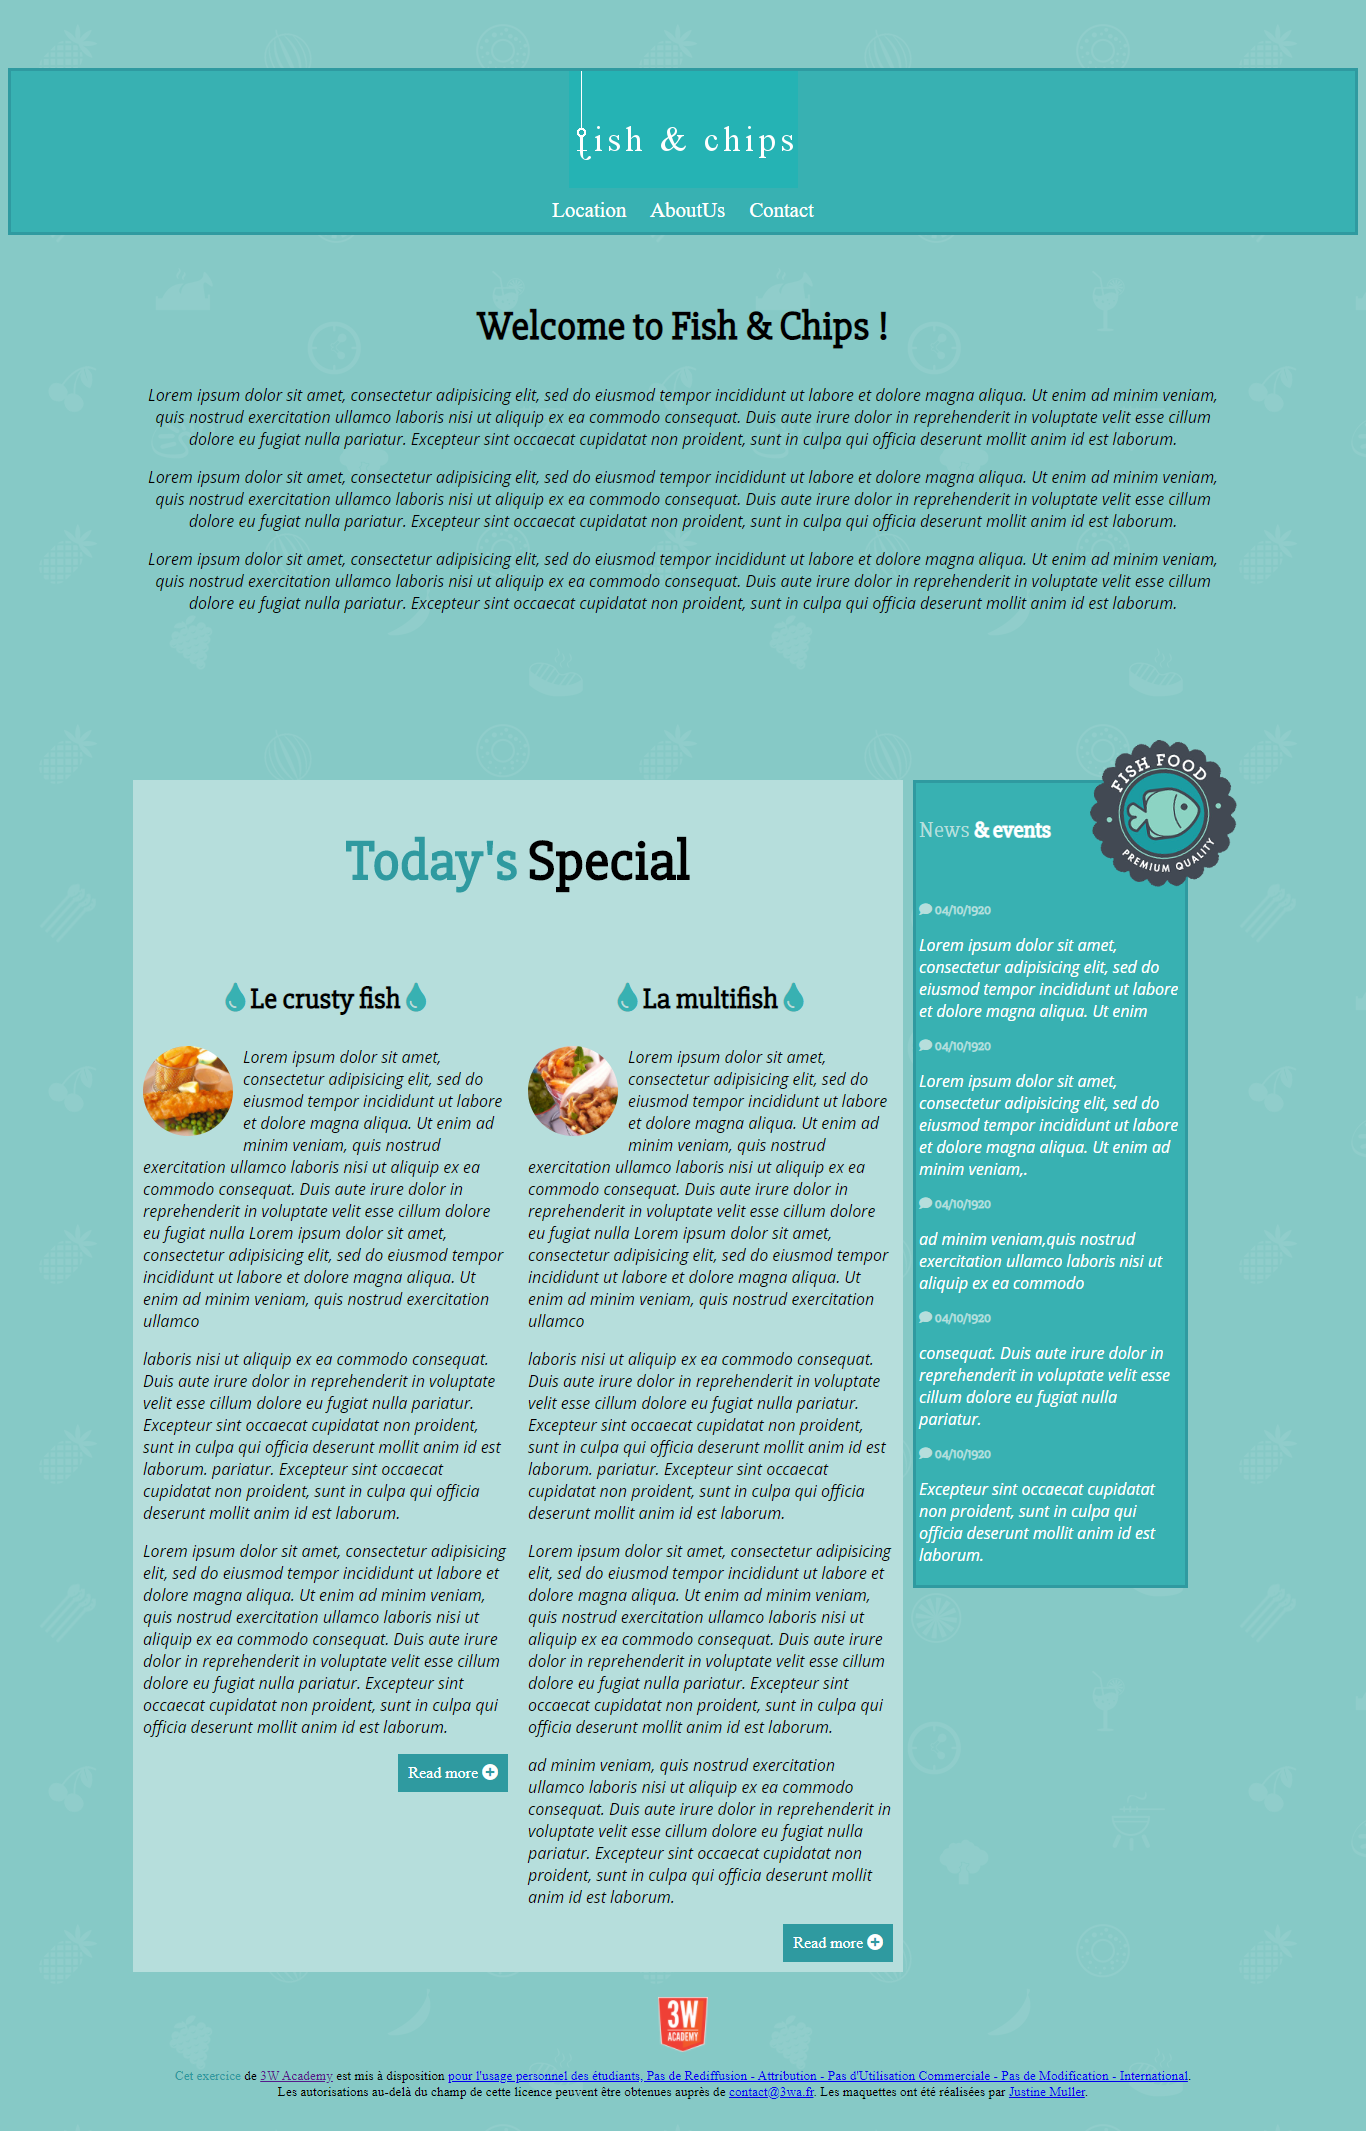 fish & chips
Location AboutUs Contact
Welcome to Fish & Chips !
Lorem ipsum dolor sit amet, consectetur adipisicing elit, sed do eiusmod tempor incididunt ut labore et dolore magna aliqua. Ut enim ad minim veniam,
quis nostrud exercitation ullamco laboris nisi ut aliquip ex ea commodo consequat. Duis aute irure dolor in reprehenderit in voluptate velit esse cillum
dolore eu fugiat nulla pariatur. Excepteur sint occaecat cupidatat non proident, sunt in culpa qui officia deserunt mollit anim id est laborum.
Lorem ipsum dolor sit amet, consectetur adipisicing elit, sed do eiusmod tempor incididunt ut labore et dolore magna aliqua. Ut enim ad minim veniam,
quis nostrud exercitation ullamco laboris nisi ut aliquip ex ea commodo consequat. Duis aute irure dolor in reprehenderit in voluptate velit esse cillum
dolore eu fugiat nulla pariatur. Excepteur sint occaecat cupidatat non proident, sunt in culpa qui officia deserunt mollit anim id est laborum.
Lorem ipsum dolor sit amet, consectetur adipisicing elit, sed do eiusmod tempor incididunt ut labore et dolore magna aliqua. Ut enim ad minim veniam,
quis nostrud exercitation ullamco laboris nisi ut aliquip ex ea commodo consequat. Duis aute irure dolor in reprehenderit in voluptate velit esse cillum
dolore eu fugiat nulla pariatur. Excepteur sint occaecat cupidatat non proident, sunt in culpa qui officia deserunt mollit anim id est laborum.
Today's Special
Le crusty fish
Lorem ipsum dolor sit amet,
consectetur adipisicing elit, sed do
eiusmod tempor incididunt ut labore
et dolore magna aliqua. Ut enim ad
minim veniam, quis nostrud
exercitation ullamco laboris nisi ut aliquip ex ea
commodo consequat. Duis aute irure dolor in
reprehenderit in voluptate velit esse cillum dolore
eu fugiat nulla Lorem ipsum dolor sit amet,
consectetur adipisicing elit, sed do eiusmod tempor
incididunt ut labore et dolore magna aliqua. Ut
enim ad minim veniam, quis nostrud exercitation
ullamco
laboris nisi ut aliquip ex ea commodo consequat.
Duis aute irure dolor in reprehenderit in voluptate
velit esse cillum dolore eu fugiat nulla pariatur.
Excepteur sint occaecat cupidatat non proident,
sunt in culpa qui officia deserunt mollit anim id est
laborum. pariatur. Excepteur sint occaecat
cupidatat non proident, sunt in culpa qui officia
deserunt mollit anim id est laborum.
Lorem ipsum dolor sit amet, consectetur adipisicing
elit, sed do eiusmod tempor incididunt ut labore et
dolore magna aliqua. Ut enim ad minim veniam,
quis nostrud exercitation ullamco laboris nisi ut
aliquip ex ea commodo consequat. Duis aute irure
dolor in reprehenderit in voluptate velit esse cillum
dolore eu fugiat nulla pariatur. Excepteur sint
occaecat cupidatat non proident, sunt in culpa qui
officia deserunt mollit anim id est laborum.
Read more
La multifish
Lorem ipsum dolor sit amet,
consectetur adipisicing elit, sed do
eiusmod tempor incididunt ut labore
et dolore magna aliqua. Ut enim ad
minim veniam, quis nostrud
exercitation ullamco laboris nisi ut aliquip ex ea
commodo consequat. Duis aute irure dolor in
reprehenderit in voluptate velit esse cillum dolore
eu fugiat nulla Lorem ipsum dolor sit amet,
consectetur adipisicing elit, sed do eiusmod tempor
incididunt ut labore et dolore magna aliqua. Ut
enim ad minim veniam, quis nostrud exercitation
ullamco
laboris nisi ut aliquip ex ea commodo consequat.
Duis aute irure dolor in reprehenderit in voluptate
velit esse cillum dolore eu fugiat nulla pariatur.
Excepteur sint occaecat cupidatat non proident,
sunt in culpa qui officia deserunt mollit anim id est
laborum. pariatur. Excepteur sint occaecat
cupidatat non proident, sunt in culpa qui officia
deserunt mollit anim id est laborum.
Lorem ipsum dolor sit amet, consectetur adipisicing
elit, sed do eiusmod tempor incididunt ut labore et
dolore magna aliqua. Ut enim ad minim veniam,
quis nostrud exercitation ullamco laboris nisi ut
aliquip ex ea commodo consequat. Duis aute irure
dolor in reprehenderit in voluptate velit esse cillum
dolore eu fugiat nulla pariatur. Excepteur sint
occaecat cupidatat non proident, sunt in culpa qui
officia deserunt mollit anim id est laborum.
ad minim veniam, quis nostrud exercitation
ullamco laboris nisi ut aliquip ex ea commodo
consequat. Duis aute irure dolor in reprehenderit in
voluptate velit esse cillum dolore eu fugiat nulla
pariatur. Excepteur sint occaecat cupidatat non
proident, sunt in culpa qui officia deserunt mollit
anim id est laborum.
Read more
FISH FOOD
PREMIUM QUALITY
News & events
04/10/1920
Lorem ipsum dolor sit amet,
consectetur adipisicing elit, sed do
eiusmod tempor incididunt ut labore
et dolore magna aliqua. Ut enim
04/10/1920
Lorem ipsum dolor sit amet,
consectetur adipisicing elit, sed do
eiusmod tempor incididunt ut labore
et dolore magna aliqua. Ut enim ad
minim veniam,.
04/10/1920
ad minim veniam,quis nostrud
exercitation ullamco laboris nisi ut
aliquip ex ea commodo
04/10/1920
consequat. Duis aute irure dolor in
reprehenderit in voluptate velit esse
cillum dolore eu fugiat nulla
pariatur.
04/10/1920
Excepteur sint occaecat cupidatat
non proident, sunt in culpa qui
officia deserunt mollit anim id est
laborum.
3W
ACADEMY
Cet exercice de 3W Academy est mis à disposition pour l'usage personnel des étudiants, Pas de Rediffusion - Attribution - Pas d'Utilisation Commerciale - Pas de Modification - International.
Les autorisations au-delà du champ de cette licence peuvent être obtenues auprès de contact@3wa.fr. Les maquettes ont été réalisées par Justine Muller.